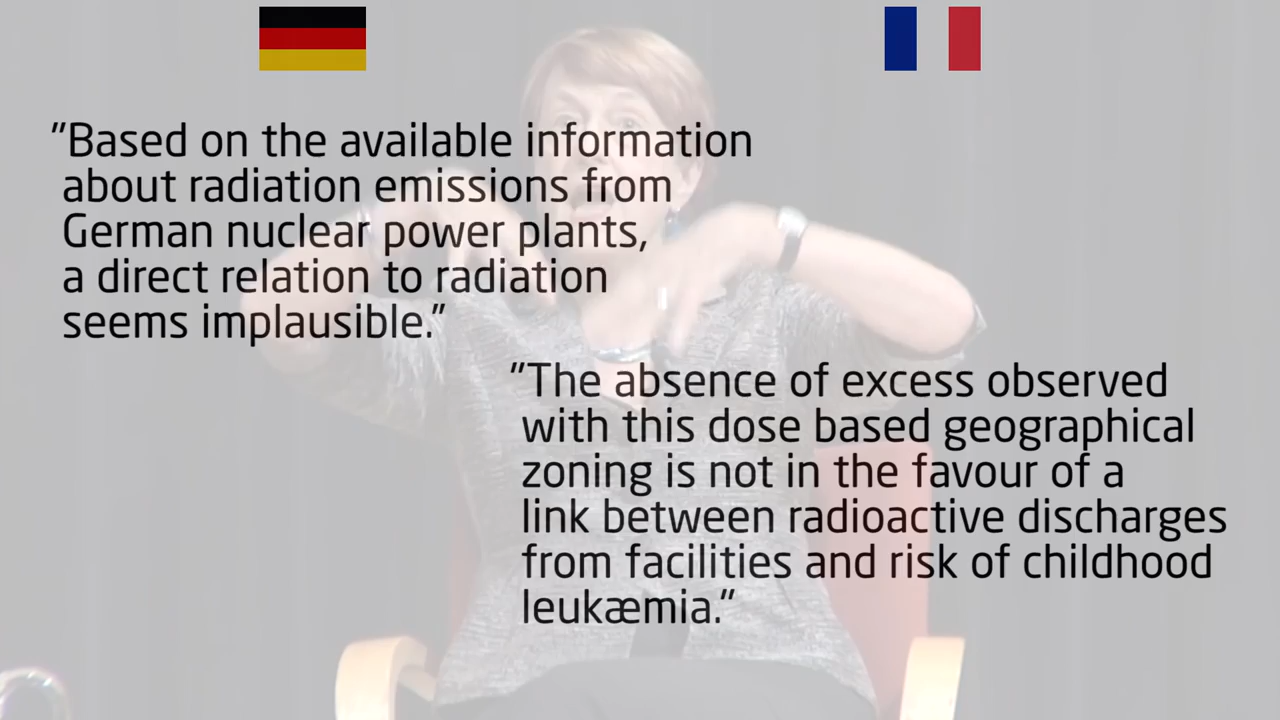 "Based on the available information
about radiation emissions from
German nuclear power plants,
a direct relation to radiation
seems implausible."
"The absence of excess observed
with this dose based geographical
zoning is not in the favour of a
link between radioactive discharges
from facilities and risk of childhood
leukæmia."